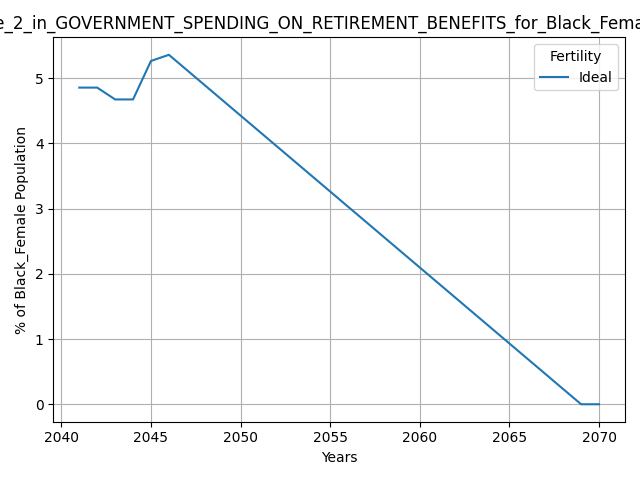 e_2_in_GOVERNMENT_SPENDING_ON_RETIREMENT_BENEFITS_for_Black_Fema
Fertility
Ideal
5
4
3
2
1
0
% of Black_Female Population
2040 2045 2050 2055 2060 2065 2070
Years